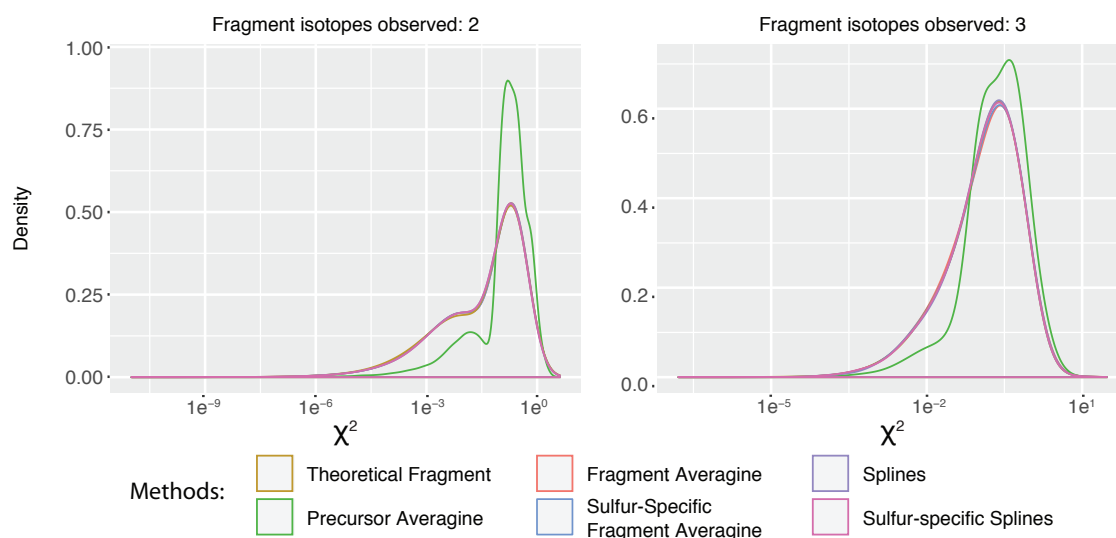 Fragment isotopes observed: 2
Fragment isotopes observed: 3
Density
1.00
0.75
0.50
0.25
0.00
0.6
0.4
0.2
0.0
1e-9
1e-6
1e-3
1e0
1e-5
1e-2
1e1
χ2
χ2
Methods:
Theoretical Fragment
Fragment Averagine
Splines
Precursor Averagine
Sulfur-Specific
Fragment Averagine
Sulfur-specific Splines